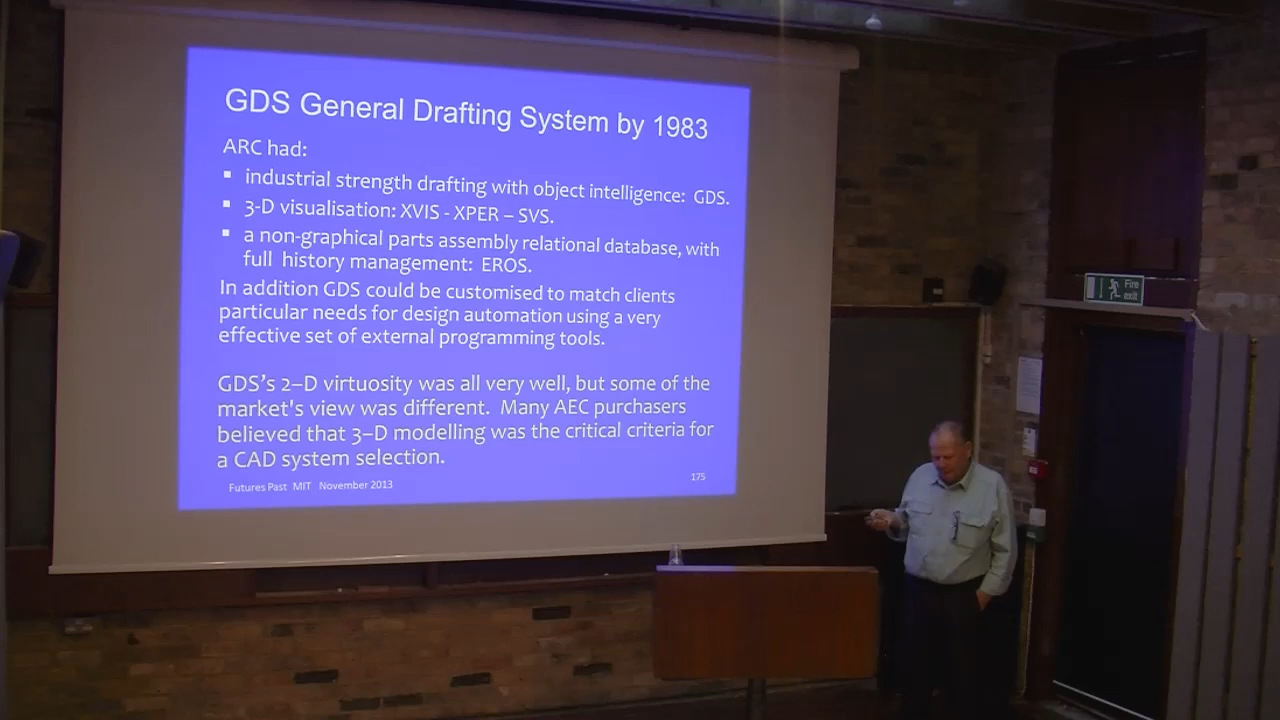 GDS General Drafting System by 1983
ARC had:
▪ industrial strength drafting with object intelligence: GDS.
▪ 3-D visualisation: XVIS - XPER – SVS.
▪ a non-graphical parts assembly relational database, with
full history management: EROS.
In addition GDS could be customised to match clients
particular needs for design automation using a very
effective set of external programming tools.
GDS's 2–D virtuosity was all very well, but some of the
market's view was different. Many AEC purchasers
believed that 3–D modelling was the critical criteria for
a CAD system selection.
Futures Past MIT November 2013
175
Fire
exit